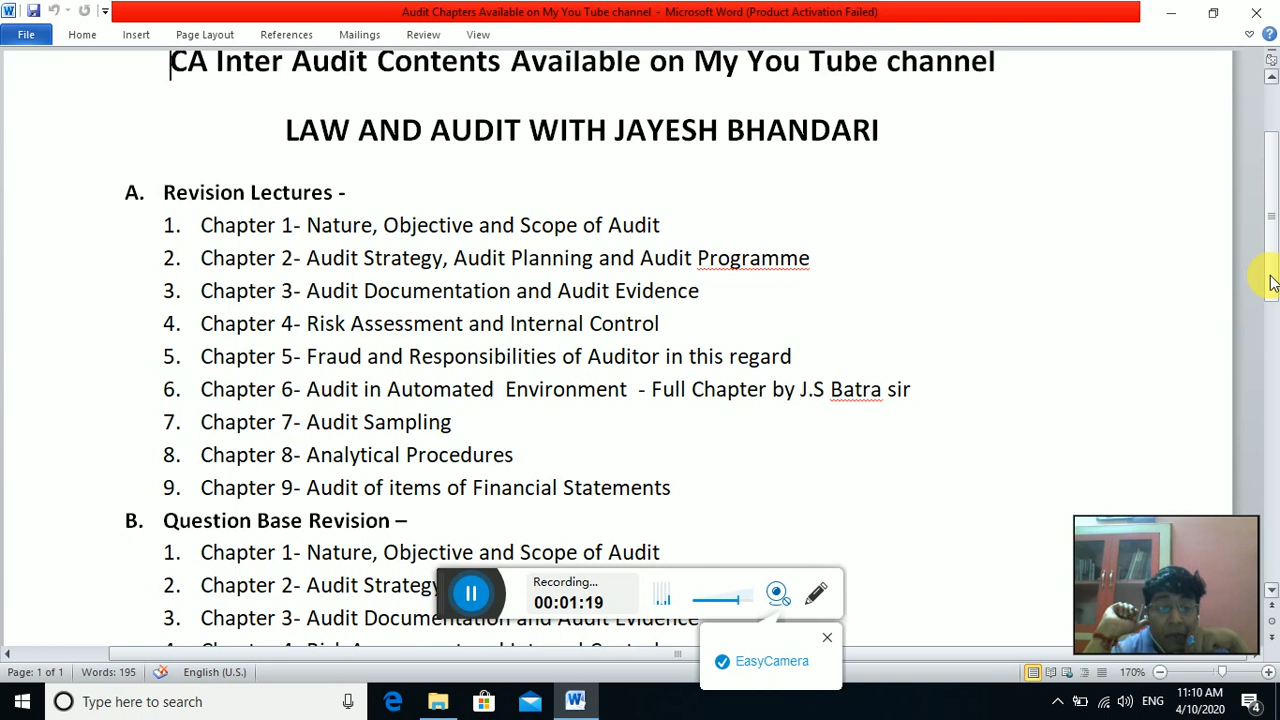 Audit Chapters Available on My You Tube channel - Microsoft Word (Product Activation Failed)
File Home Insert Page Layout References Mailings Review View
CA Inter Audit Contents Available on My You Tube channel
LAW AND AUDIT WITH JAYESH BHANDARI
A. Revision Lectures -
1. Chapter 1- Nature, Objective and Scope of Audit
2. Chapter 2- Audit Strategy, Audit Planning and Audit Programme
3. Chapter 3- Audit Documentation and Audit Evidence
4. Chapter 4- Risk Assessment and Internal Control
5. Chapter 5- Fraud and Responsibilities of Auditor in this regard
6. Chapter 6- Audit in Automated Environment - Full Chapter by J.S Batra sir
7. Chapter 7- Audit Sampling
8. Chapter 8- Analytical Procedures
9. Chapter 9- Audit of items of Financial Statements
B. Question Base Revision –
1. Chapter 1- Nature, Objective and Scope of Audit
2. Chapter 2- Audit Strategy
3. Chapter 3- Audit Documentation and Audit Evidence
Recording...
00:01:19
EasyCamera
Page: 1 of 1 Words: 195 English (U.S.) 170%
Type here to search
ENG
11:10 AM
4/10/2020
4